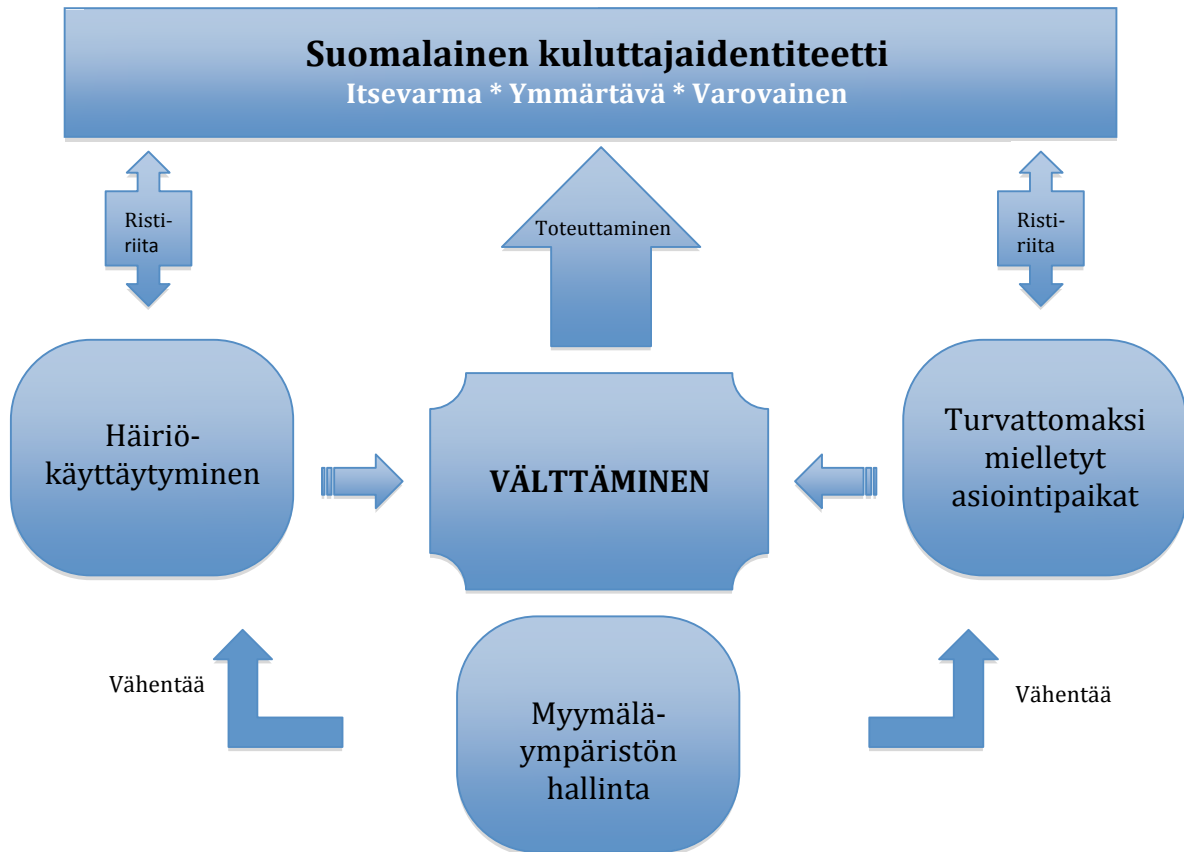 Suomalainen kuluttajaidentiteetti
Itsevarma * Ymmärtävä * Varovainen
Risti-
riita
Toteuttaminen
Risti-
riita
Häiriö-
käyttäytyminen
VÄLTTÄMINEN
Turvattomaksi
mielletyt
asiointipaikat
Vähentää
Myymälä-
ympäristön
hallinta
Vähentää